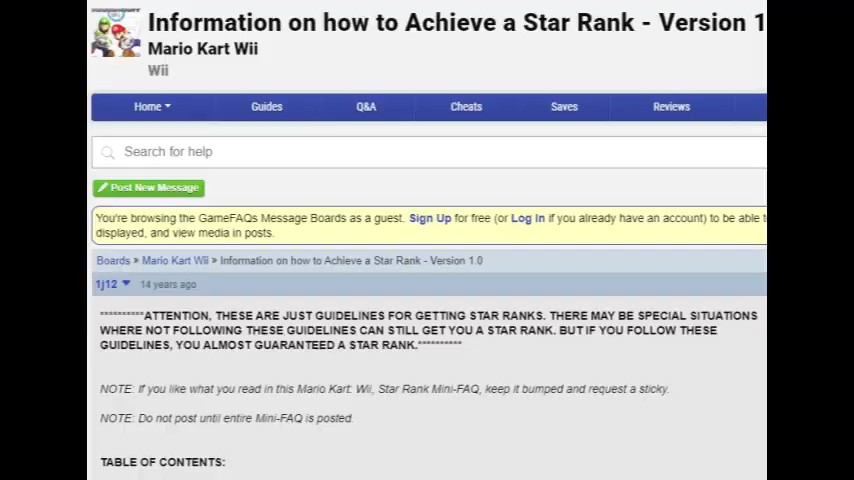 Information on how to Achieve a Star Rank - Version 1
Mario Kart Wii
Wii
Home Guides Q&A Cheats Saves Reviews
Search for help
Post New Message
You're browsing the GameFAQs Message Boards as a guest. Sign Up for free (or Log In if you already have an account) to be able t
displayed, and view media in posts.
Boards » Mario Kart Wii » Information on how to Achieve a Star Rank - Version 1.0
1j12 14 years ago
**********ATTENTION, THESE ARE JUST GUIDELINES FOR GETTING STAR RANKS. THERE MAY BE SPECIAL SITUATIONS
WHERE NOT FOLLOWING THESE GUIDELINES CAN STILL GET YOU A STAR RANK. BUT IF YOU FOLLOW THESE
GUIDELINES, YOU ALMOST GUARANTEED A STAR RANK.**********
NOTE: If you like what you read in this Mario Kart: Wii, Star Rank Mini-FAQ, keep it bumped and request a sticky.
NOTE: Do not post until entire Mini-FAQ is posted.
TABLE OF CONTENTS: